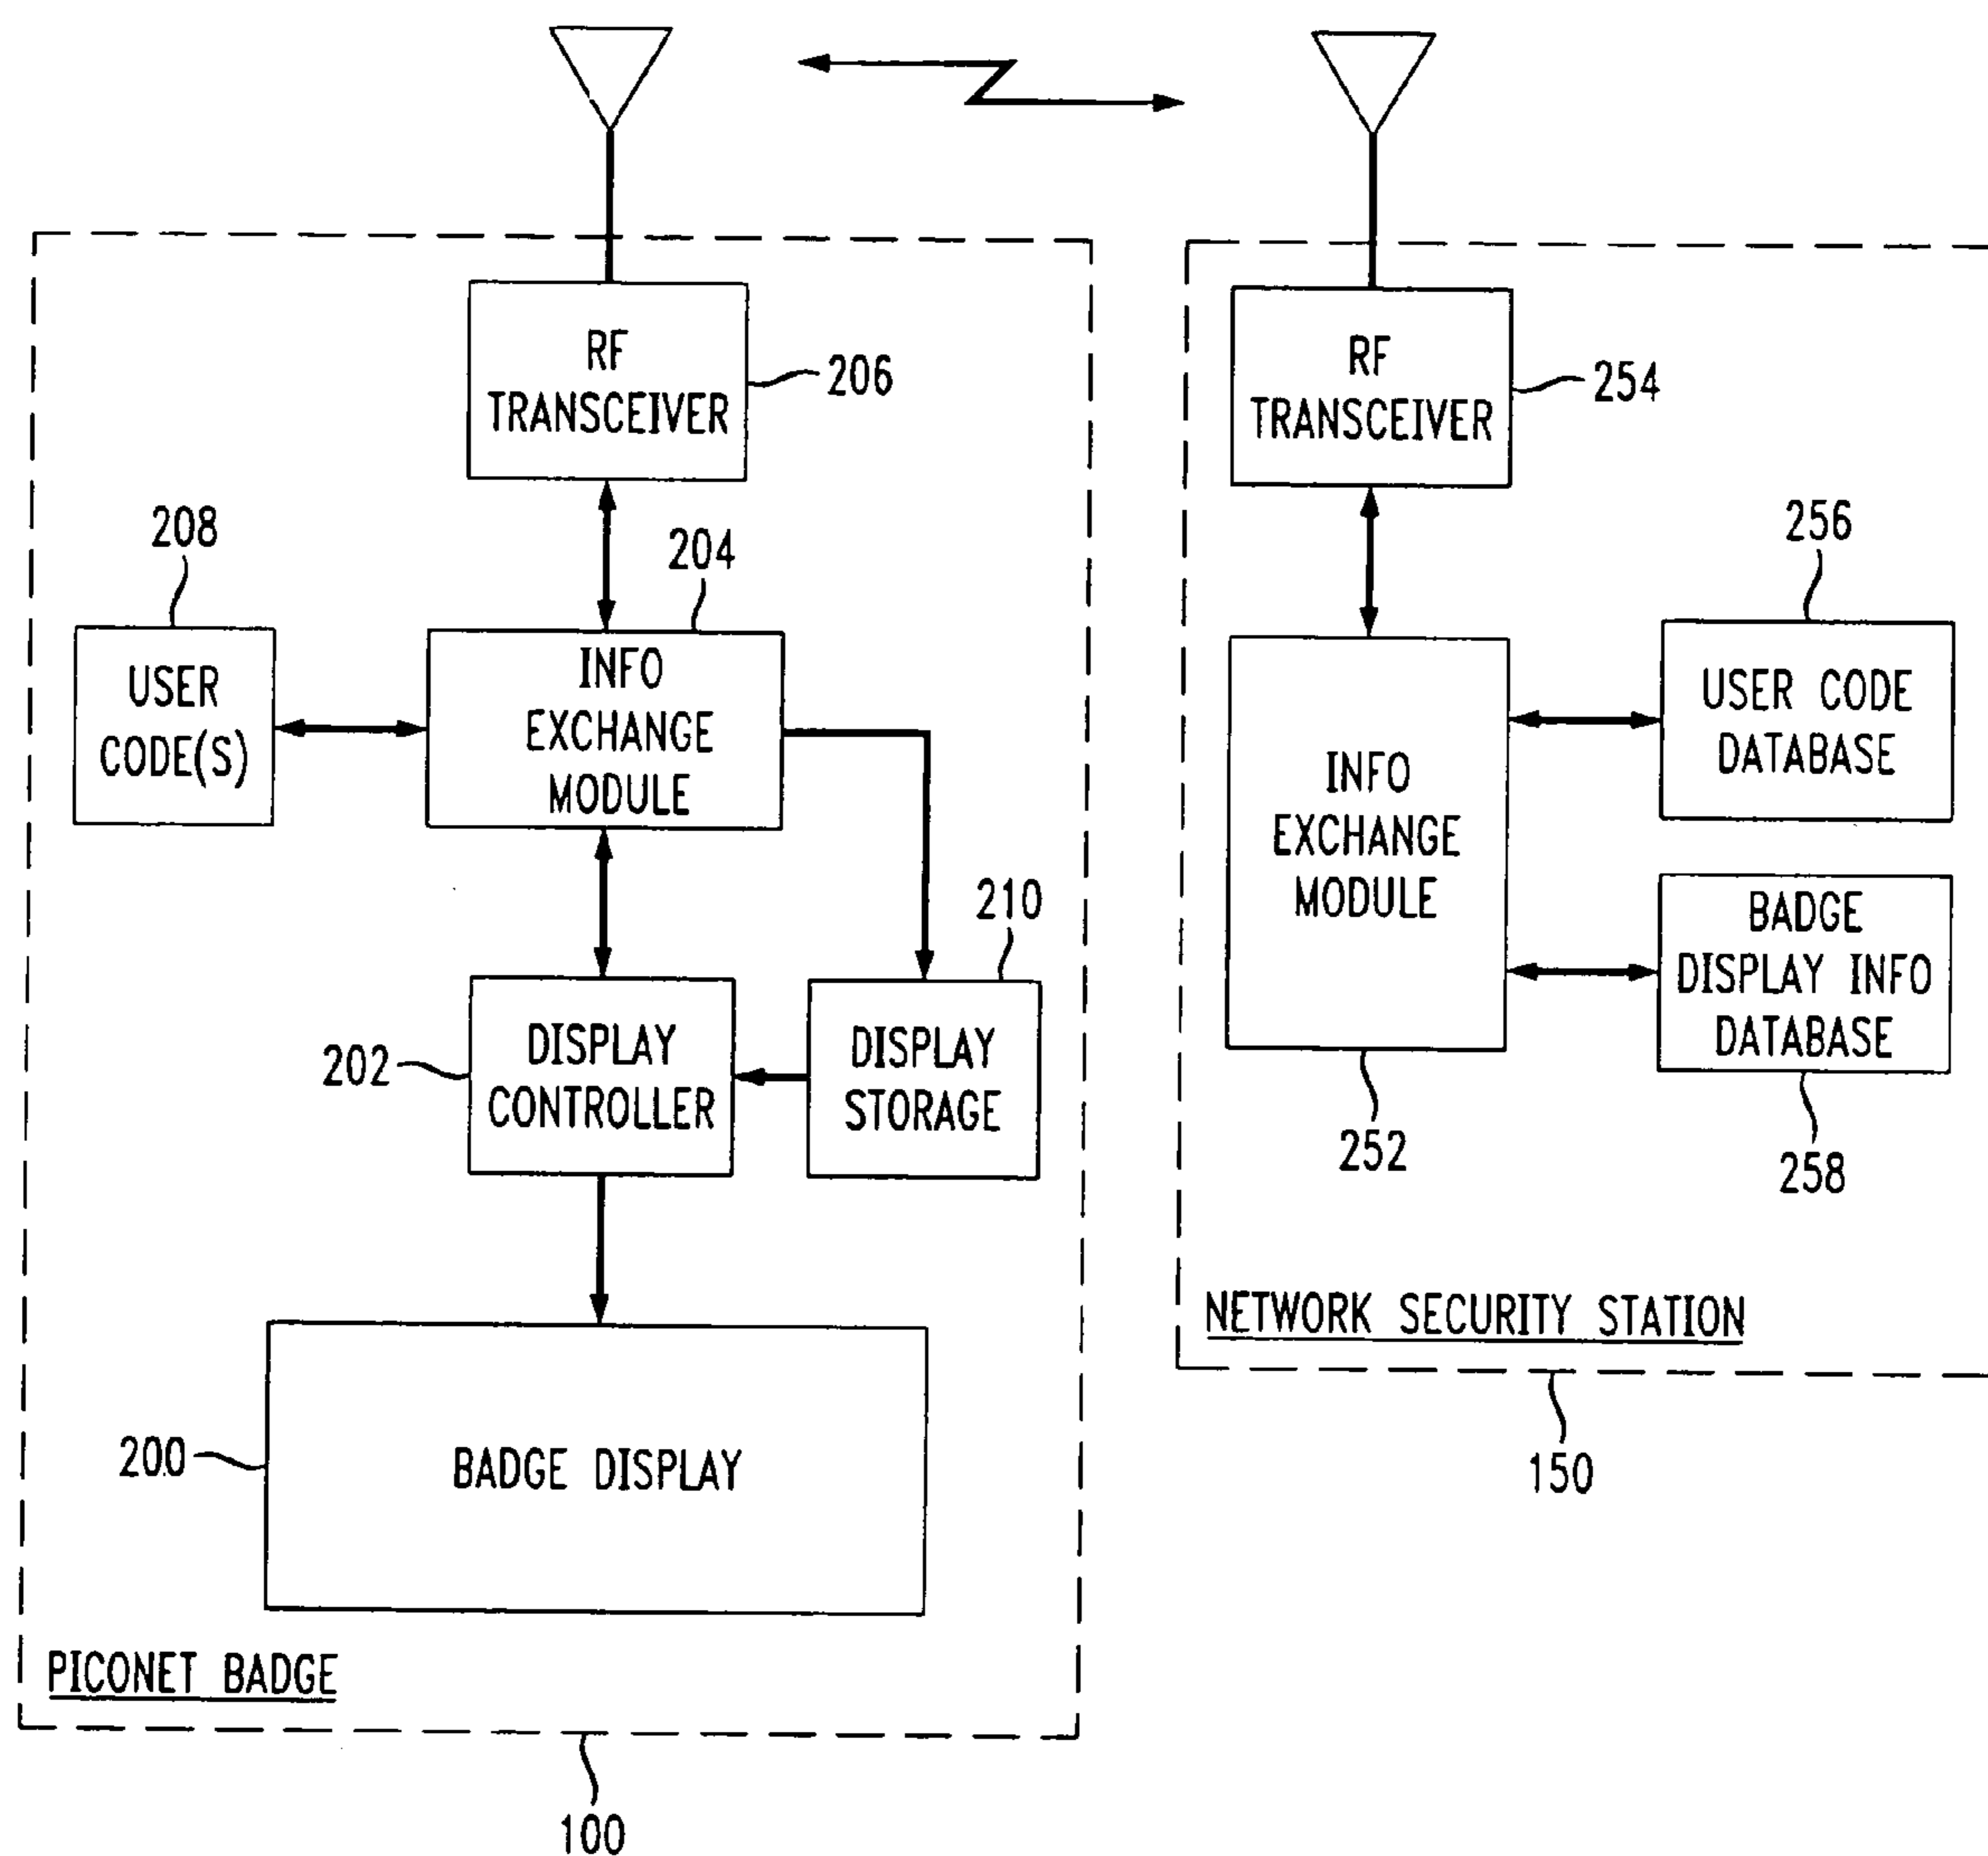 RF
TRANSCEIVER
206
208
204
USER
CODE(S)
INFO
EXCHANGE
MODULE
210
202
DISPLAY
CONTROLLER
DISPLAY
STORAGE
200
BADGE DISPLAY
PICONET BADGE
100
RF
TRANSCEIVER
254
256
INFO
EXCHANGE
MODULE
USER CODE
DATABASE
BADGE
DISPLAY INFO
DATABASE
252
258
NETWORK SECURITY STATION
150